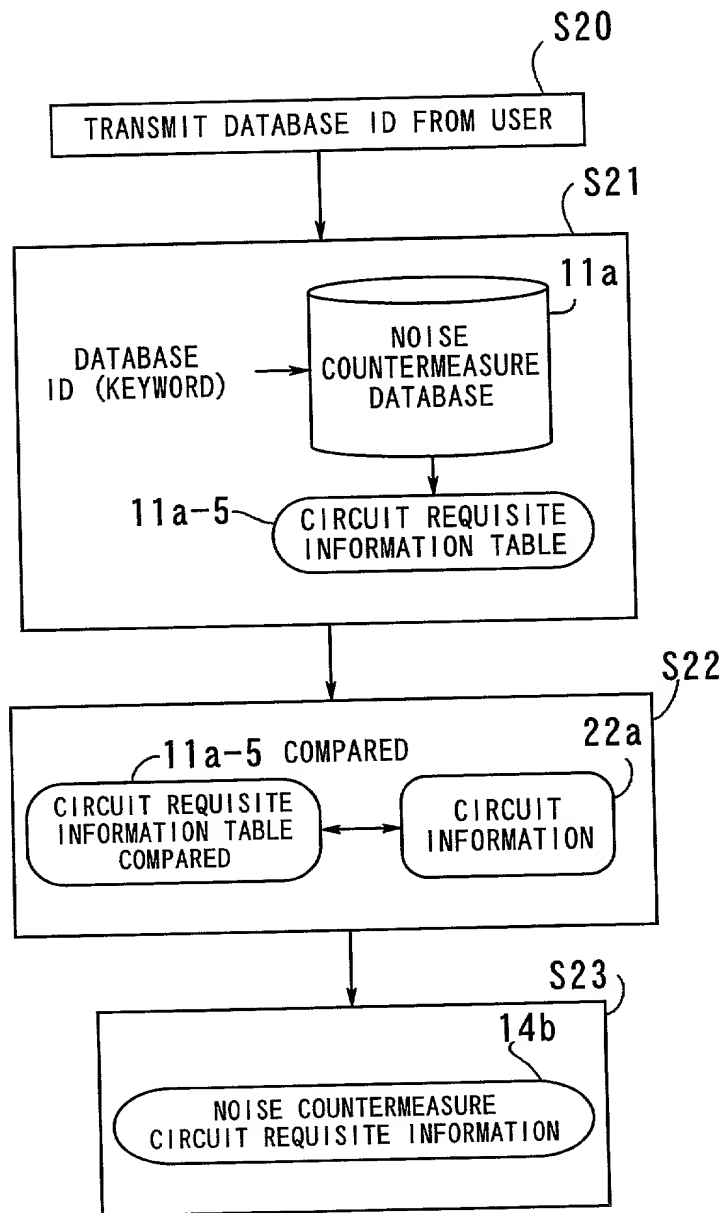 S20
TRANSMIT DATABASE ID FROM USER
S21
11a
NOISE
COUNTERMEASURE
DATABASE
DATABASE
ID (KEYWORD)
11a-5
CIRCUIT REQUISITE
INFORMATION TABLE
S22
11a-5 COMPARED
22a
CIRCUIT REQUISITE
INFORMATION TABLE
COMPARED
CIRCUIT
INFORMATION
S23
14b
NOISE COUNTERMEASURE
CIRCUIT REQUISITE INFORMATION